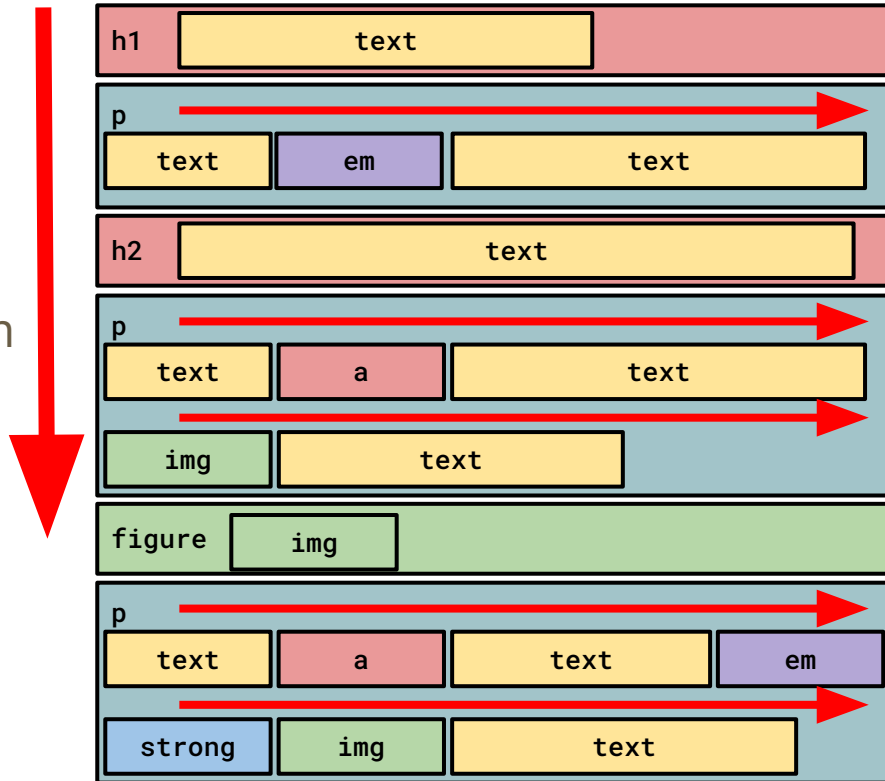 h1 text
p
text em text
h2 text
p
text a text
n
img text
figure img
p
text a text em
strong img text